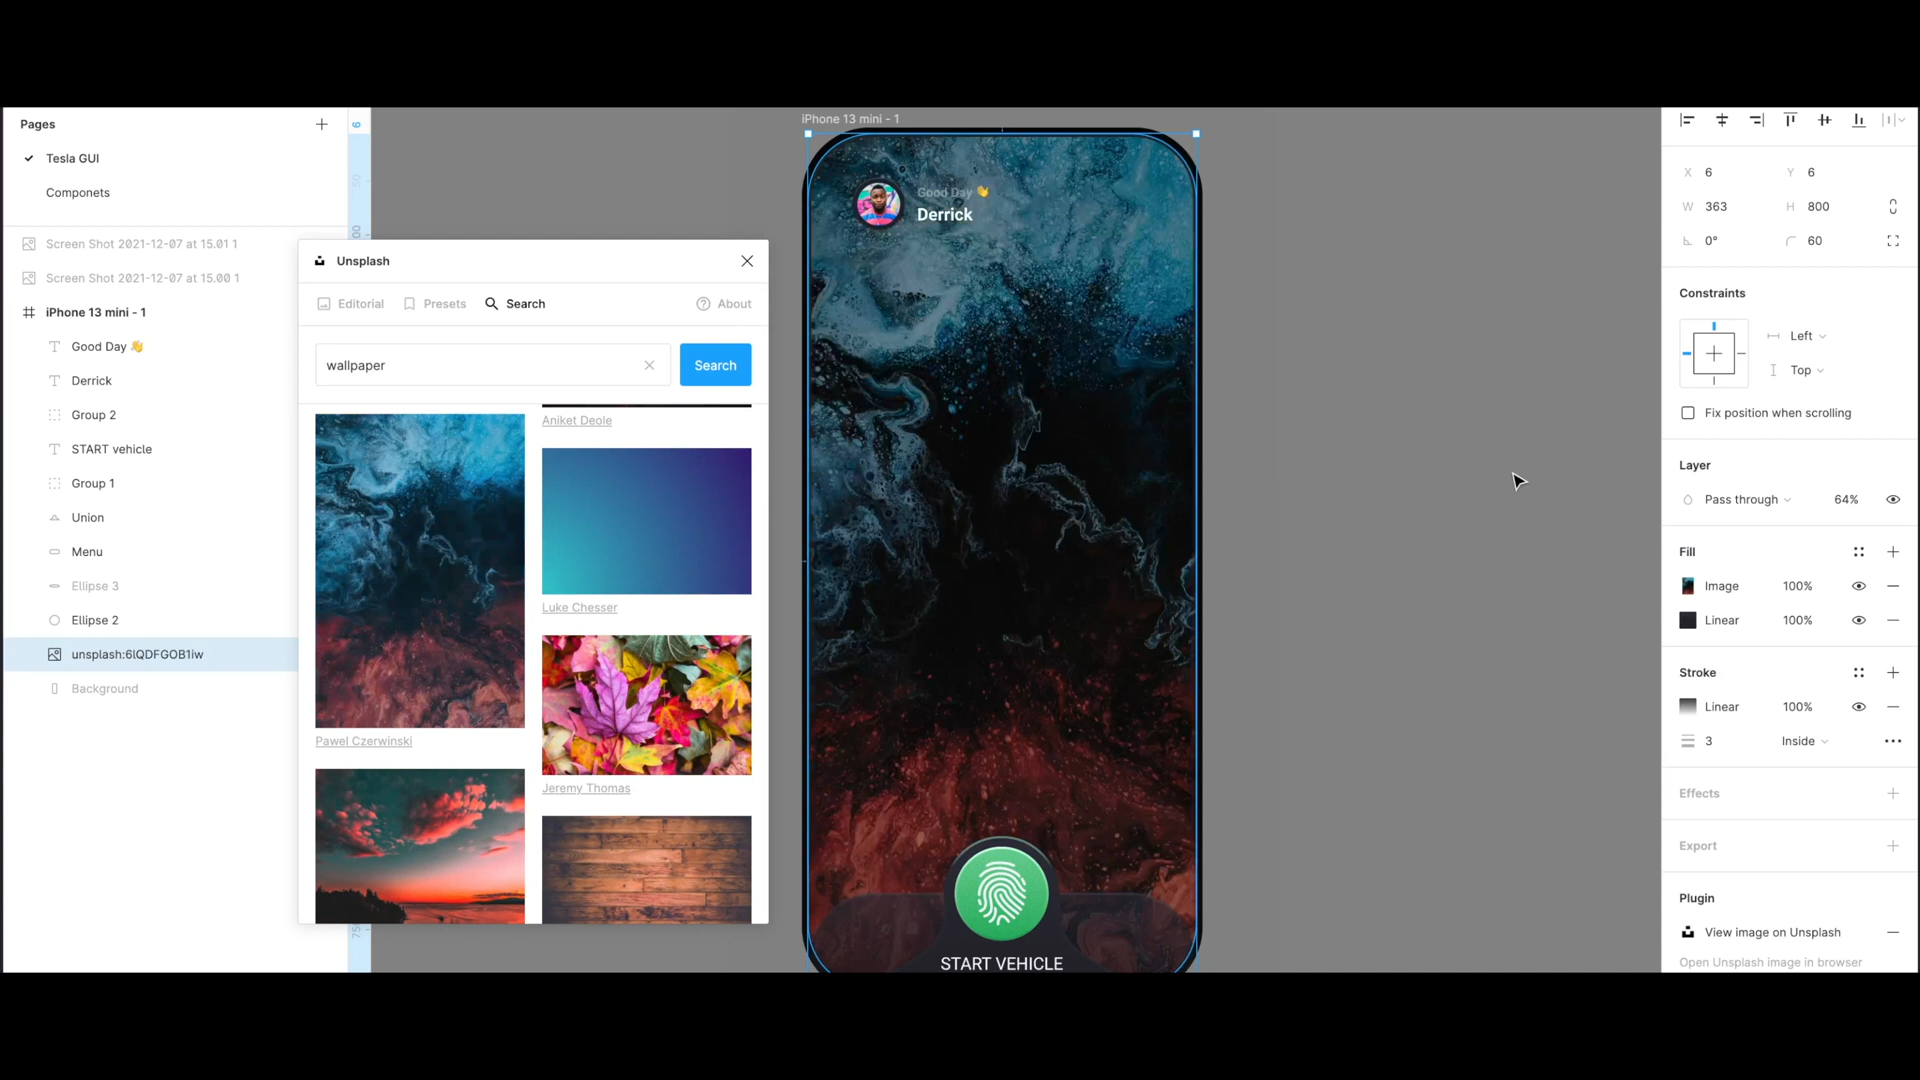 Pages
Tesla GUI
Componets
Screen Shot 2021-12-07 at 15.01 1
Screen Shot 2021-12-07 at 15.00 1
iPhone 13 mini - 1
Good Day 👋
Derrick
Group 2
START vehicle
Group 1
Union
Menu
Ellipse 3
Ellipse 2
unsplash:6lQDFGOB1iw
Background
6
50
00
Unsplash
Editorial
Presets
Search
About
wallpaper
Search
Aniket Deole
Luke Chesser
Pawel Czerwinski
Jeremy Thomas
iPhone 13 mini - 1
Good Day 👋
Derrick
START VEHICLE
X 6 Y 6
W 363 H 800
0° 60
Constraints
Left
Top
Fix position when scrolling
Layer
Pass through 64%
Fill
Image 100%
Linear 100%
Stroke
Linear 100%
3 Inside
Effects
Export
Plugin
View image on Unsplash
Open Unsplash image in browser